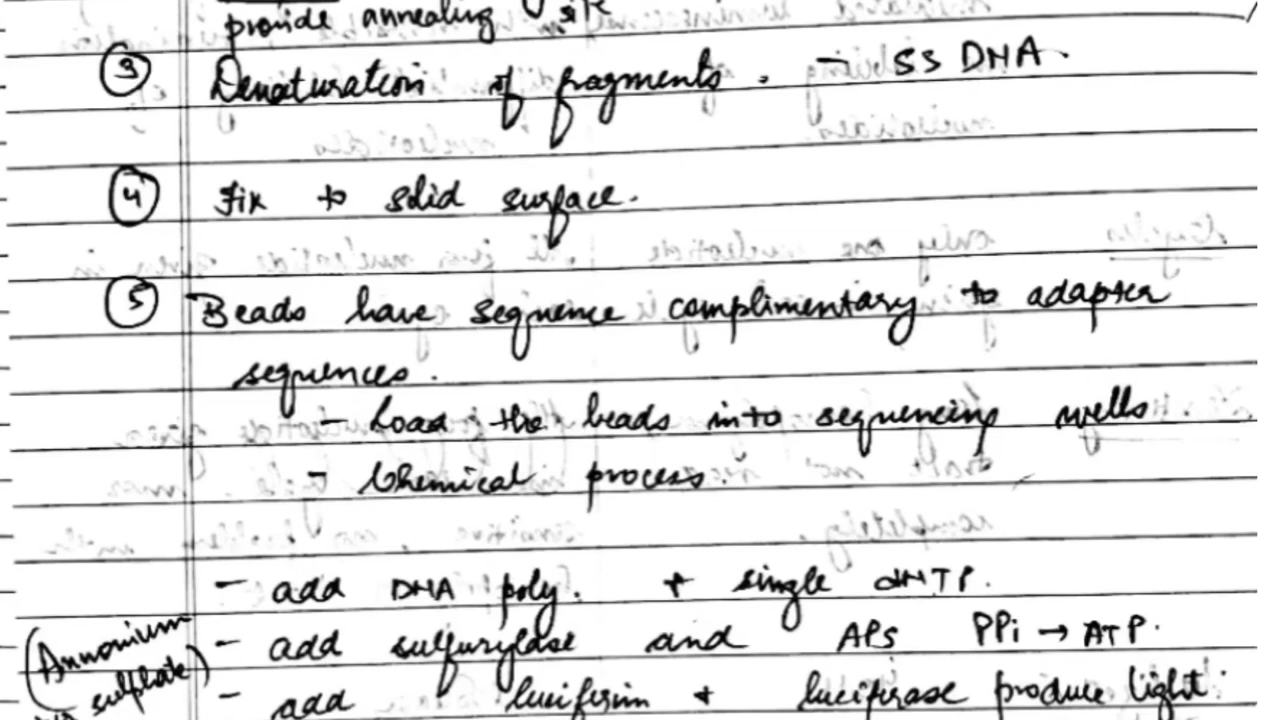 provide annealing site
③ Denaturation of fragments. - SS DNA.
④ Fix to solid surface.
⑤ Beads have sequence complimentary to adapter
sequences.
- Load the beads into sequencing wells.
- Chemical process
- add DNA poly. + single dNTP.
- add sulfurylase and APS PPi → ATP.
(Ammonium
sulphate)
- add luciferin + luciferase produce light.